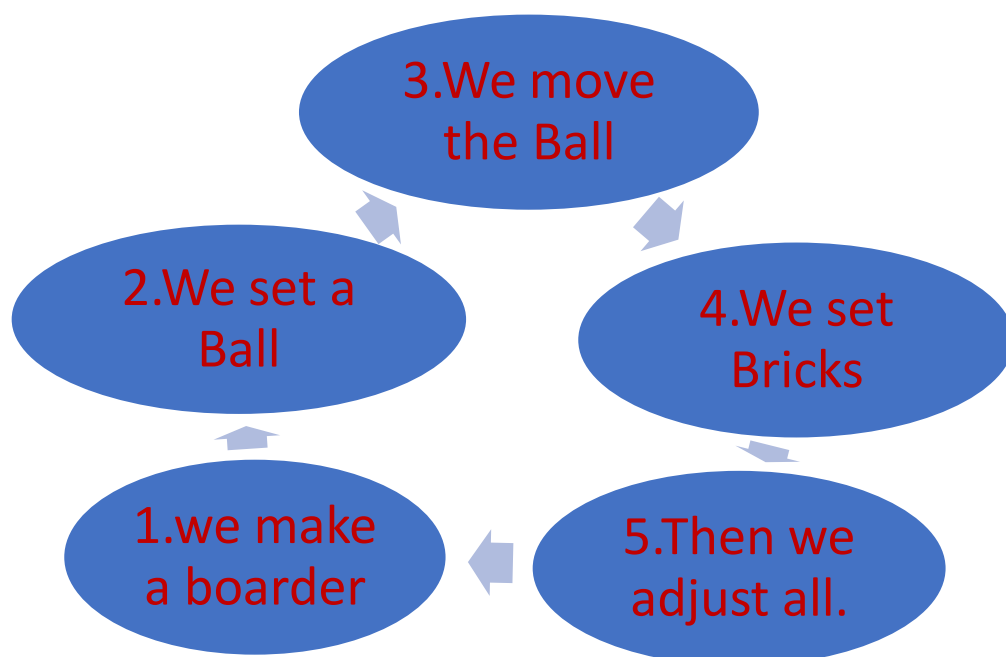 3.We move
the Ball
2.We set a
Ball
4.We set
Bricks
1.we make
a boarder
5.Then we
adjust all.